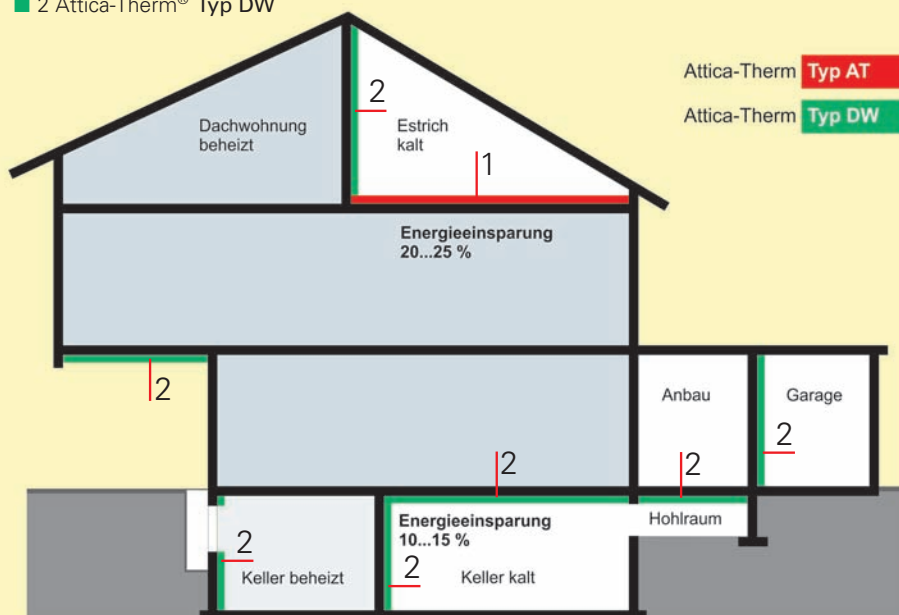 2 Attica-Therm® Typ DW
Attica-Therm Typ AT
Attica-Therm Typ DW
2
Dachwohnung
beheizt
Estrich
kalt
1
Energieeinsparung
20...25 %
2
Anbau
Garage
2
2
2
Energieeinsparung
10...15 %
Hohlraum
2
Keller beheizt
2
Keller kalt